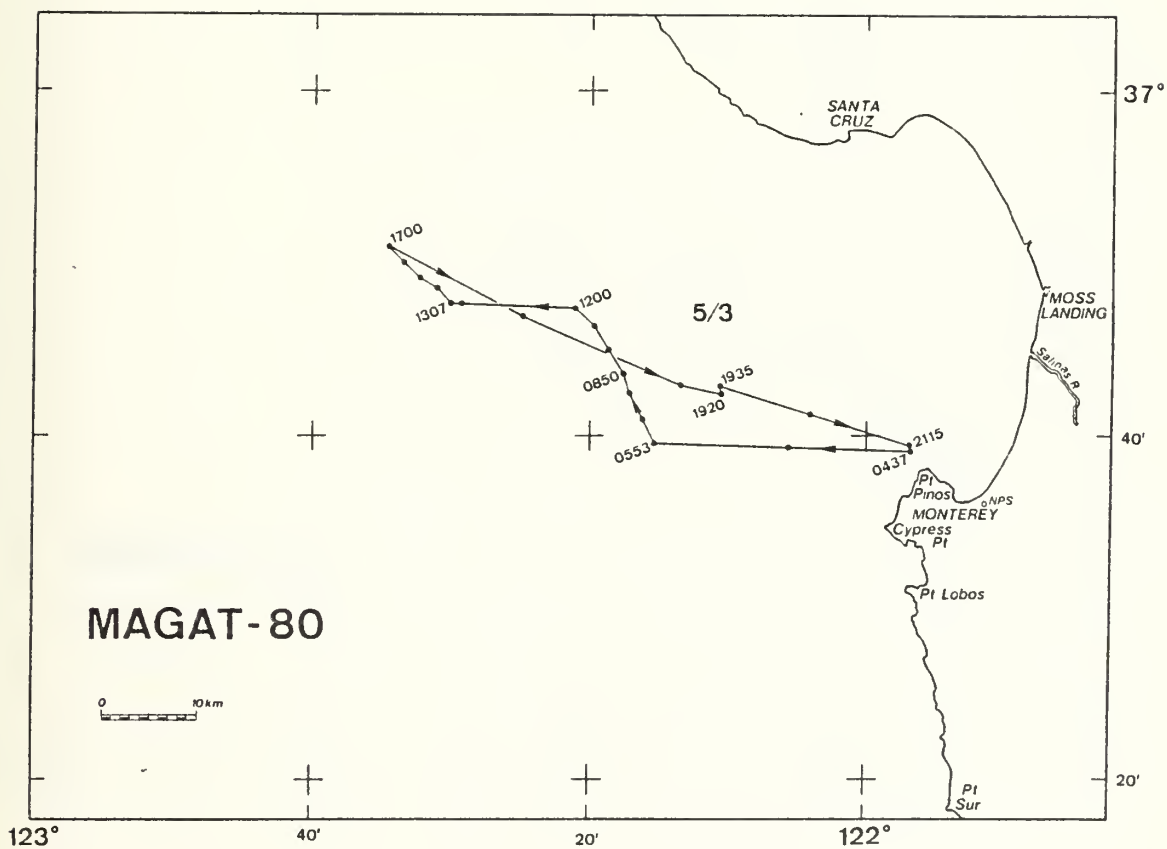 37°
SANTA
CRUZ
1700
1307
1200
5/3
MOSS
LANDING
Salinas R
0850
1935
1920
0553
2115
0437
40'
Pt
Pinos
NPS
MONTEREY
Cypress
Pt
Pt Lobos
MAGAT-80
0 10km
20'
Pt
Sur
123° 40' 20' 122°